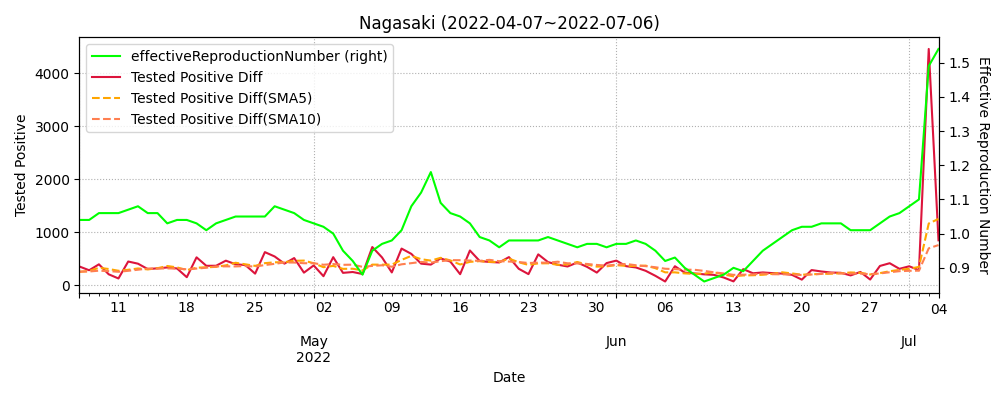 Nagasaki (2022-04-07~2022-07-06)
effectiveReproductionNumber (right)
Tested Positive Diff
Tested Positive Diff(SMA5)
Tested Positive Diff(SMA10)
Tested Positive
4000
3000
2000
1000
0
Effective Reproduction Number
1.5
1.4
1.3
1.2
1.1
1.0
0.9
11 18 25 02 09 16 23 30 06 13 20 27 04
May Jun Jul
2022
Date